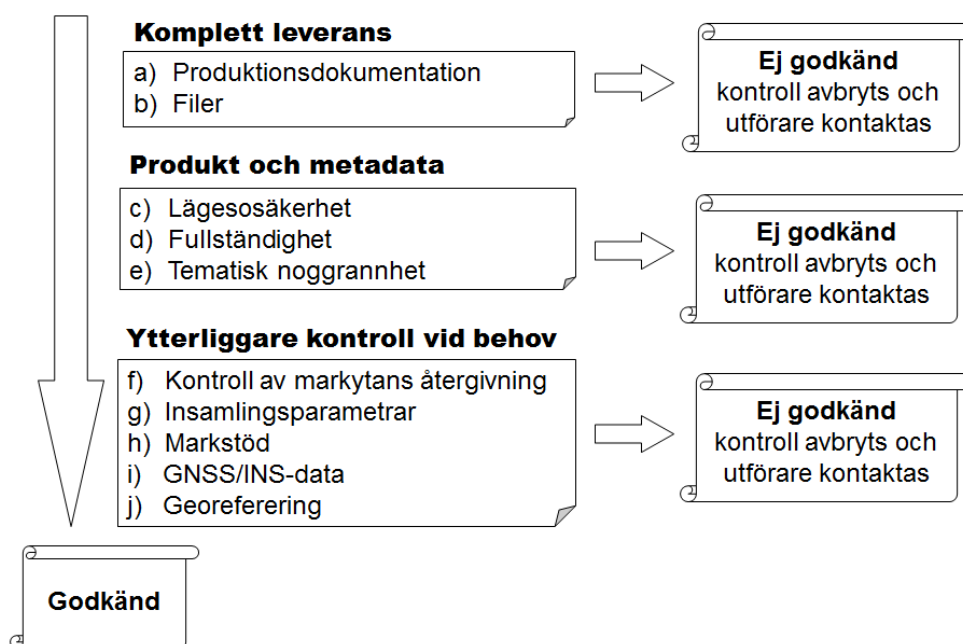 Komplett leverans
a) Produktionsdokumentation
b) Filer
Ej godkänd
kontroll avbryts och
utförare kontaktas
Produkt och metadata
c) Lägesosäkerhet
d) Fullständighet
e) Tematisk noggrannhet
Ej godkänd
kontroll avbryts och
utförare kontaktas
Ytterliggare kontroll vid behov
f) Kontroll av markytans återgivning
g) Insamlingsparametrar
h) Markstöd
i) GNSS/INS-data
j) Georeferering
Ej godkänd
kontroll avbryts och
utförare kontaktas
Godkänd